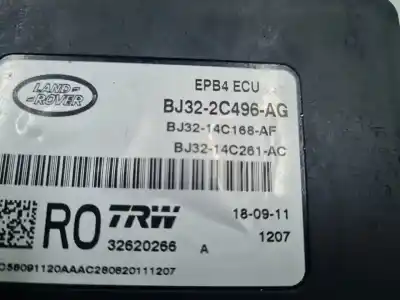 LAND
ROVER
EPB4 ECU
BJ32-2C496-AG
BJ32-14C168-AF
BJ32-14C261-AC
RO TRW
32620266 A
18-09-11
1207
C56091120AAAC280620111207